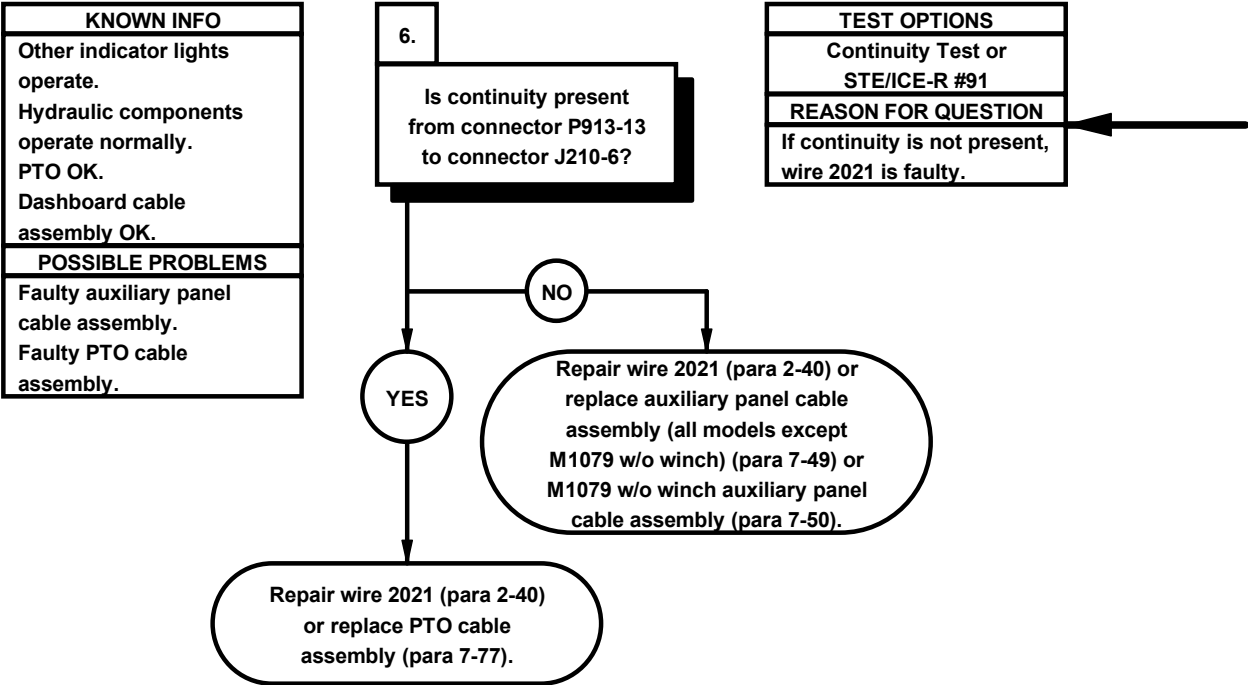 KNOWN INFO
Other indicator lights
operate.
Hydraulic components
operate normally.
PTO OK.
Dashboard cable
assembly OK.
POSSIBLE PROBLEMS
Faulty auxiliary panel
cable assembly.
Faulty PTO cable
assembly.
6.
Is continuity present
from connector P913-13
to connector J210-6?
TEST OPTIONS
Continuity Test or
STE/ICE-R #91
REASON FOR QUESTION
If continuity is not present,
wire 2021 is faulty.
NO
YES
Repair wire 2021 (para 2-40) or
replace auxiliary panel cable
assembly (all models except
M1079 w/o winch) (para 7-49) or
M1079 w/o winch auxiliary panel
cable assembly (para 7-50).
Repair wire 2021 (para 2-40)
or replace PTO cable
assembly (para 7-77).